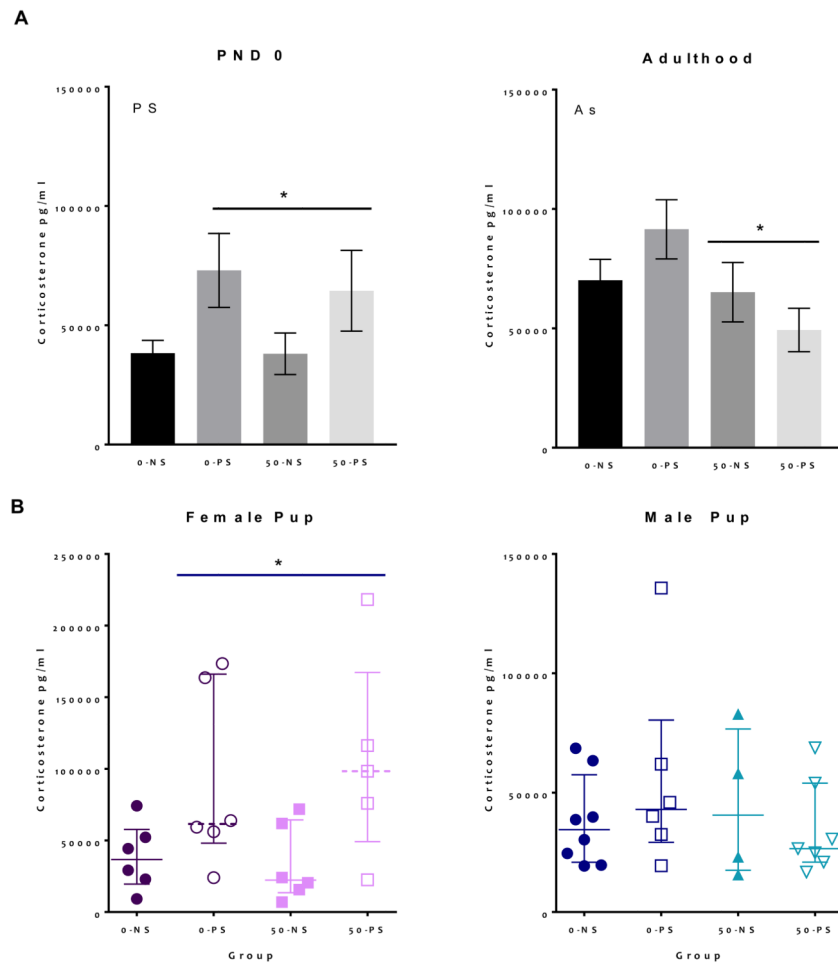 A
PND 0
Adulthood
Corticosterone pg/ml
150000
100000
50000
0
PS
*
0-NS
0-PS
50-NS
50-PS
Corticosterone pg/ml
150000
100000
50000
0
As
*
0-NS
0-PS
50-NS
50-PS
B
Female Pup
Male Pup
Corticosterone pg/ml
250000
200000
150000
100000
50000
0
*
0-NS
0-PS
50-NS
50-PS
Group
Corticosterone pg/ml
150000
100000
50000
0
0-NS
0-PS
50-NS
50-PS
Group